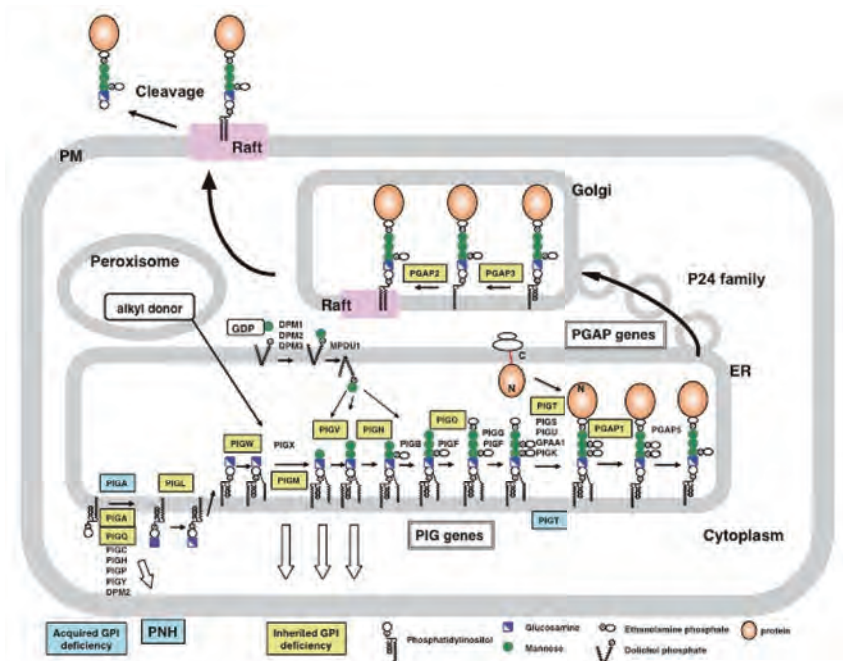 Cleavage
Raft
PM
Golgi
PGAP2
PGAP3
Peroxisome
P24 family
alkyl donor
Raft
GDP
DPM1
DPM2
DPM3
MPDU1
PGAP genes
C
ER
N
N
PIGT
PIGS
PIGU
GPAA1
PIGK
PGAP1
PGAP5
PIGO
PIGG
PIGF
PIGV
PIGN
PIGB
PIGF
PIGW
PIGX
PIGM
PIGA
PIGL
PIGA
PIGQ
PIGC
PIGH
PIGP
PIGY
DPM2
PIG genes
PIGT
Cytoplasm
Acquired GPI
deficiency
PNH
Inherited GPI
deficiency
Phosphatidylinositol
Glucosamine
Mannose
Ethanolamine phosphate
Dolichol phosphate
protein